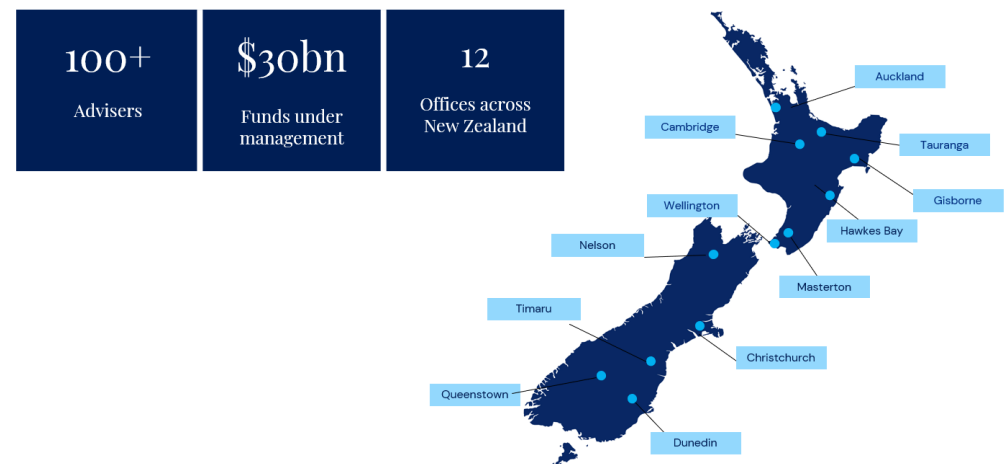 100+
Advisers
$30bn
Funds under
management
12
Offices across
New Zealand
Auckland
Cambridge
Tauranga
Gisborne
Wellington
Hawkes Bay
Nelson
Masterton
Timaru
Christchurch
Queenstown
Dunedin